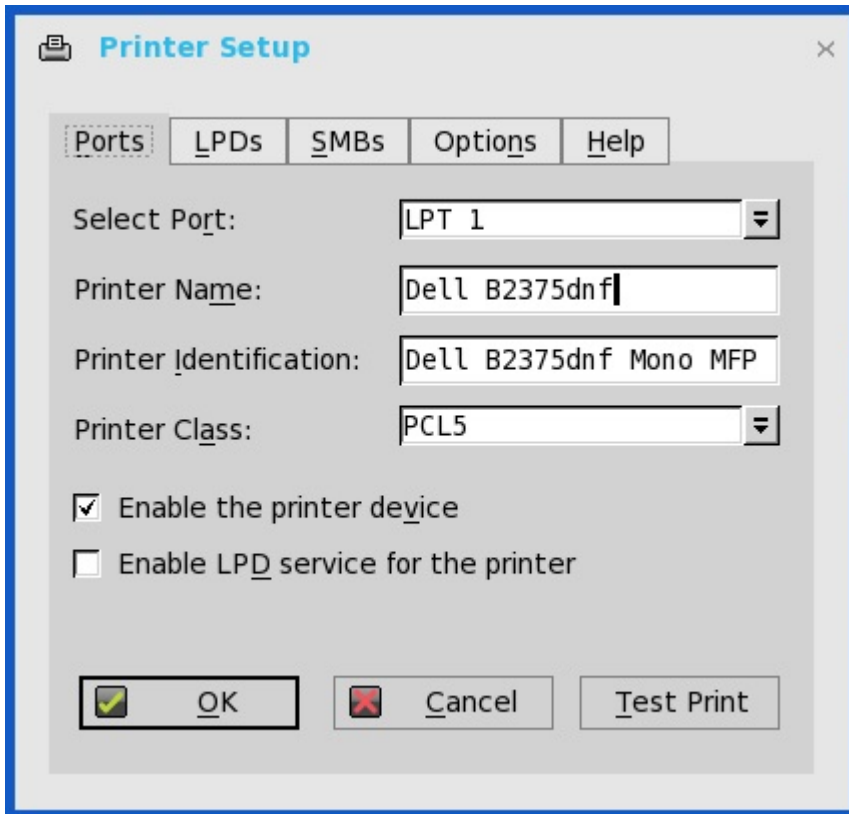 Printer Setup
Ports LPDs SMBs Options Help
Select Port: LPT 1
Printer Name: Dell B2375dnf
Printer Identification: Dell B2375dnf Mono MFP
Printer Class: PCL5
Enable the printer device
Enable LPD service for the printer
OK Cancel Test Print